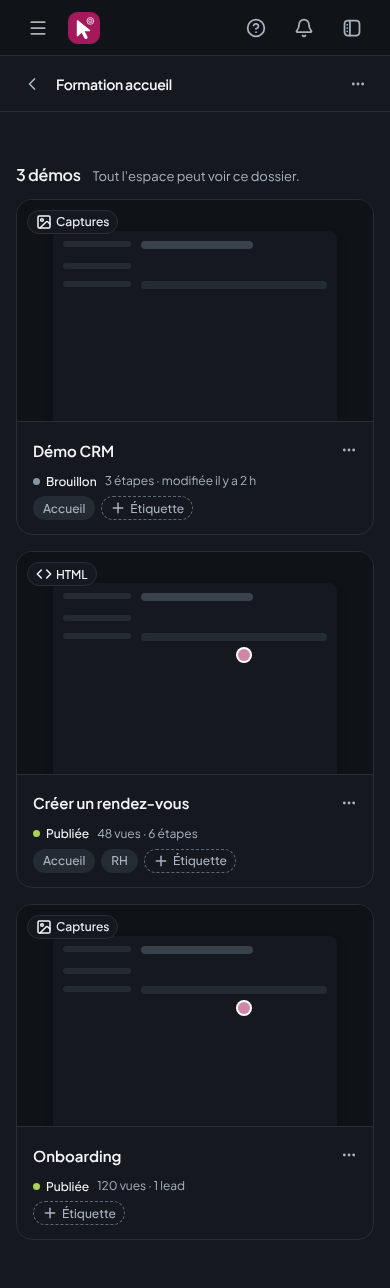 Formation accueil
3 démos Tout l'espace peut voir ce dossier.
Captures
Démo CRM
Brouillon 3 étapes · modifiée il y a 2 h
Accueil + Étiquette
HTML
Créer un rendez-vous
Publiée 48 vues · 6 étapes
Accueil RH + Étiquette
Captures
Onboarding
Publiée 120 vues · 1 lead
+ Étiquette